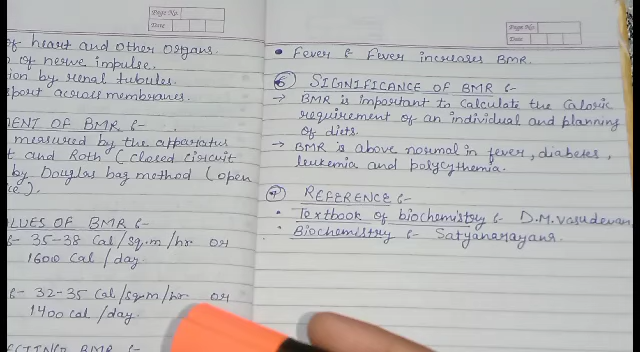 Page No.
Date
of heart and other organs.
of nerve impulse.
tion by renal tubules.
across membranes.
OF BMR :-
measured by the apparatus
and Roth (closed circuit
by Douglas bag method (open
OF BMR :-
:- 35-38 Cal/sq.m/hr. or
1600 Cal/day.
:- 32-35 Cal/sq.m/hr. or
1400 cal/day.
BMR :-
Page No.
Date
• Fever :- Fever increases BMR.
⑥ SIGNIFICANCE OF BMR :-
→ BMR is important to calculate the caloric
requirement of an individual and planning
of diets.
→ BMR is above normal in fever, diabetes,
leukemia and polycythemia.
⑦ REFERENCE :-
• Textbook of biochemistry :- D.M. Vasudevan
• Biochemistry :- Satyanarayana.